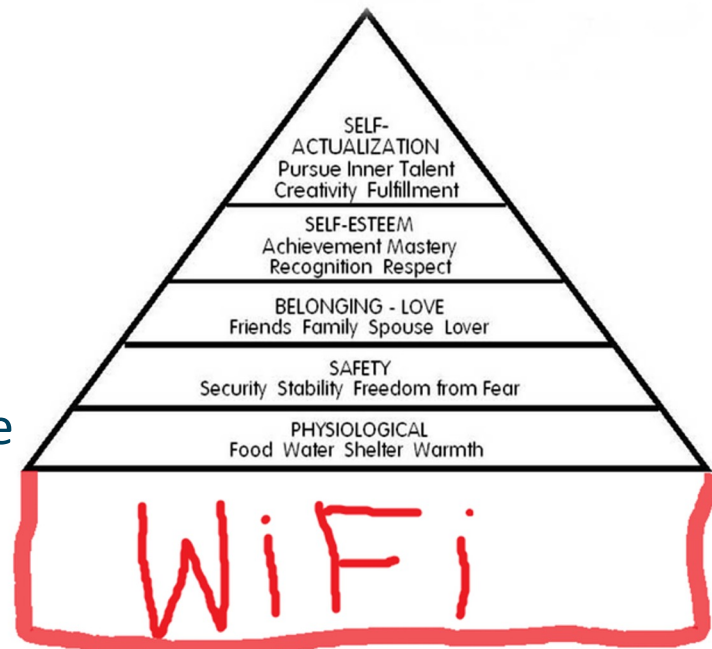 SELF-
ACTUALIZATION
Pursue Inner Talent
Creativity Fulfillment
SELF-ESTEEM
Achievement Mastery
Recognition Respect
BELONGING - LOVE
Friends Family Spouse Lover
SAFETY
Security Stability Freedom from Fear
e
PHYSIOLOGICAL
Food Water Shelter Warmth
WiFi